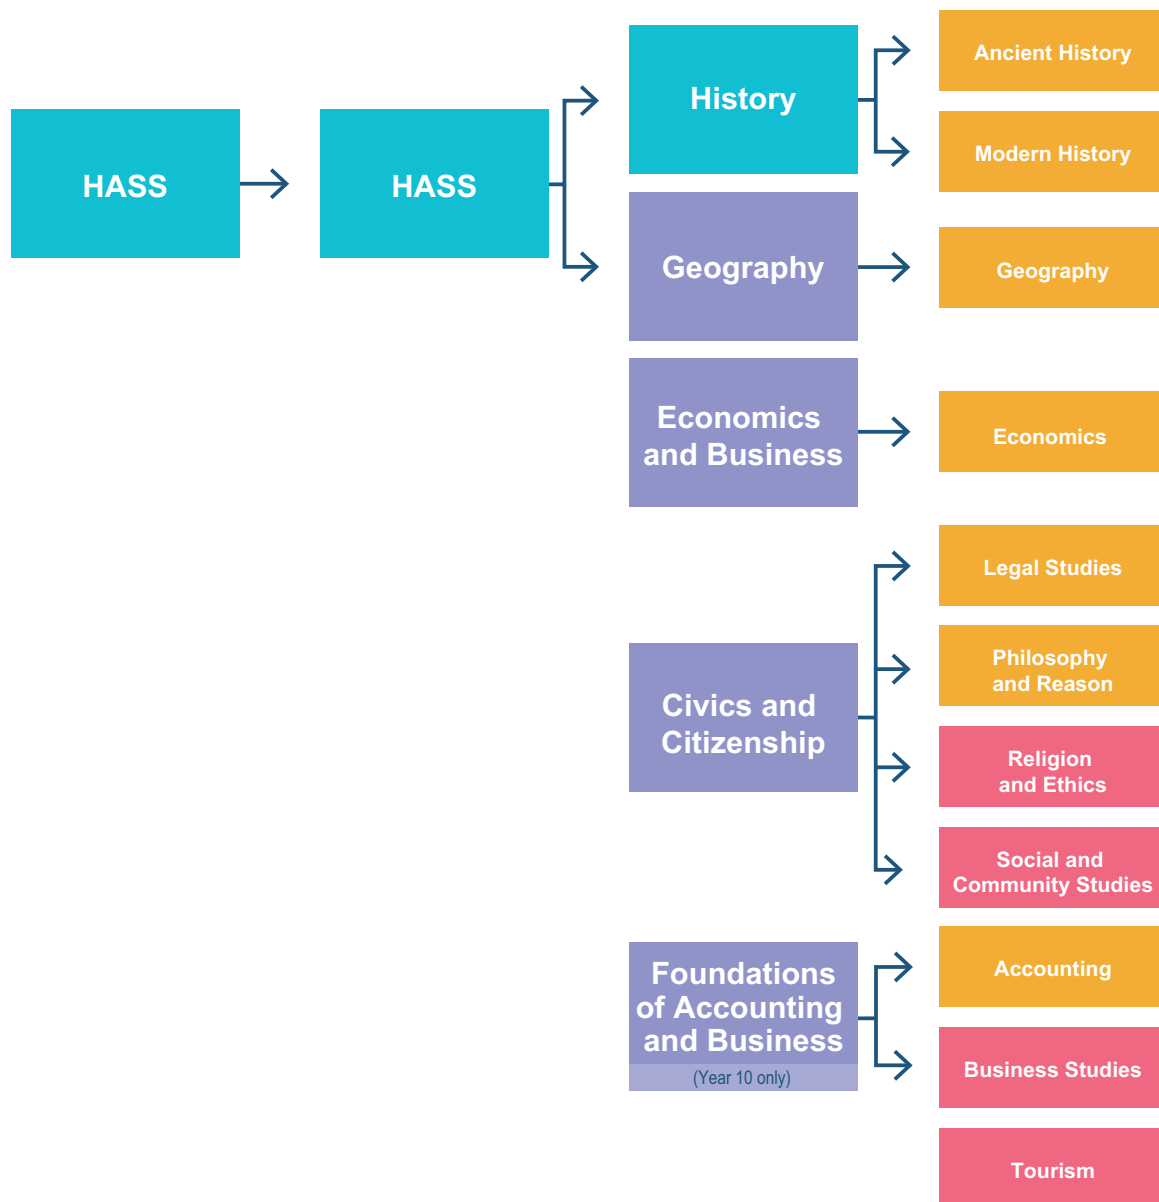 HASS
HASS
History
Geography
Economics
and Business
Civics and
Citizenship
Foundations
of Accounting
and Business
(Year 10 only)
Ancient History
Modern History
Geography
Economics
Legal Studies
Philosophy
and Reason
Religion
and Ethics
Social and
Community Studies
Accounting
Business Studies
Tourism